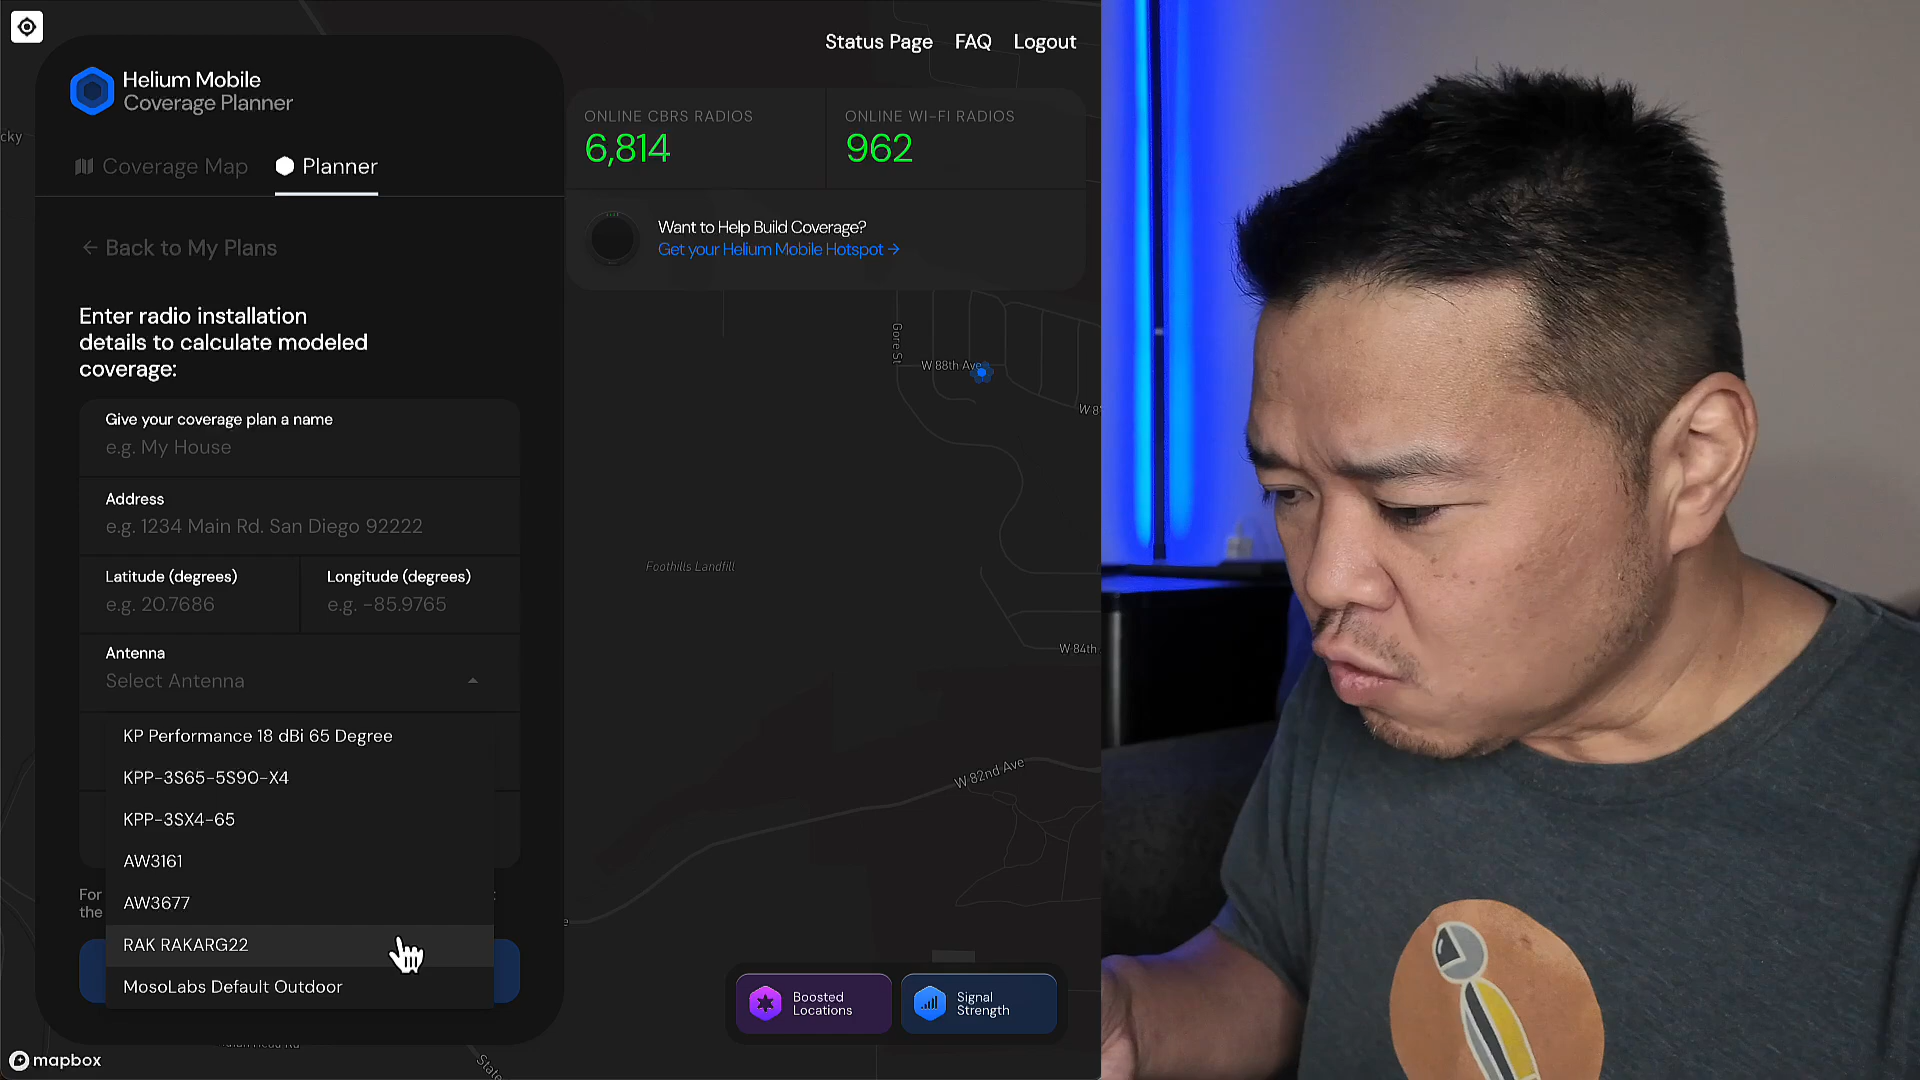 Status Page FAQ Logout
Helium Mobile
Coverage Planner
cky
ONLINE CBRS RADIOS
6,814
ONLINE WI-FI RADIOS
962
Coverage Map Planner
Want to Help Build Coverage?
Get your Helium Mobile Hotspot →
← Back to My Plans
Enter radio installation
details to calculate modeled
coverage:
Gore St
W 88th Ave
W 8
Give your coverage plan a name
e.g. My House
Address
e.g. 1234 Main Rd. San Diego 92222
Latitude (degrees)
e.g. 20.7686
Longitude (degrees)
e.g. -85.9765
Foothills Landfill
Antenna
Select Antenna
W 84th
KP Performance 18 dBi 65 Degree
KPP-3S65-5S90-X4
KPP-3SX4-65
AW3161
AW3677
RAK RAKARG22
MosoLabs Default Outdoor
W 82nd Ave
For
the
Boosted
Locations
Signal
Strength
State
mapbox